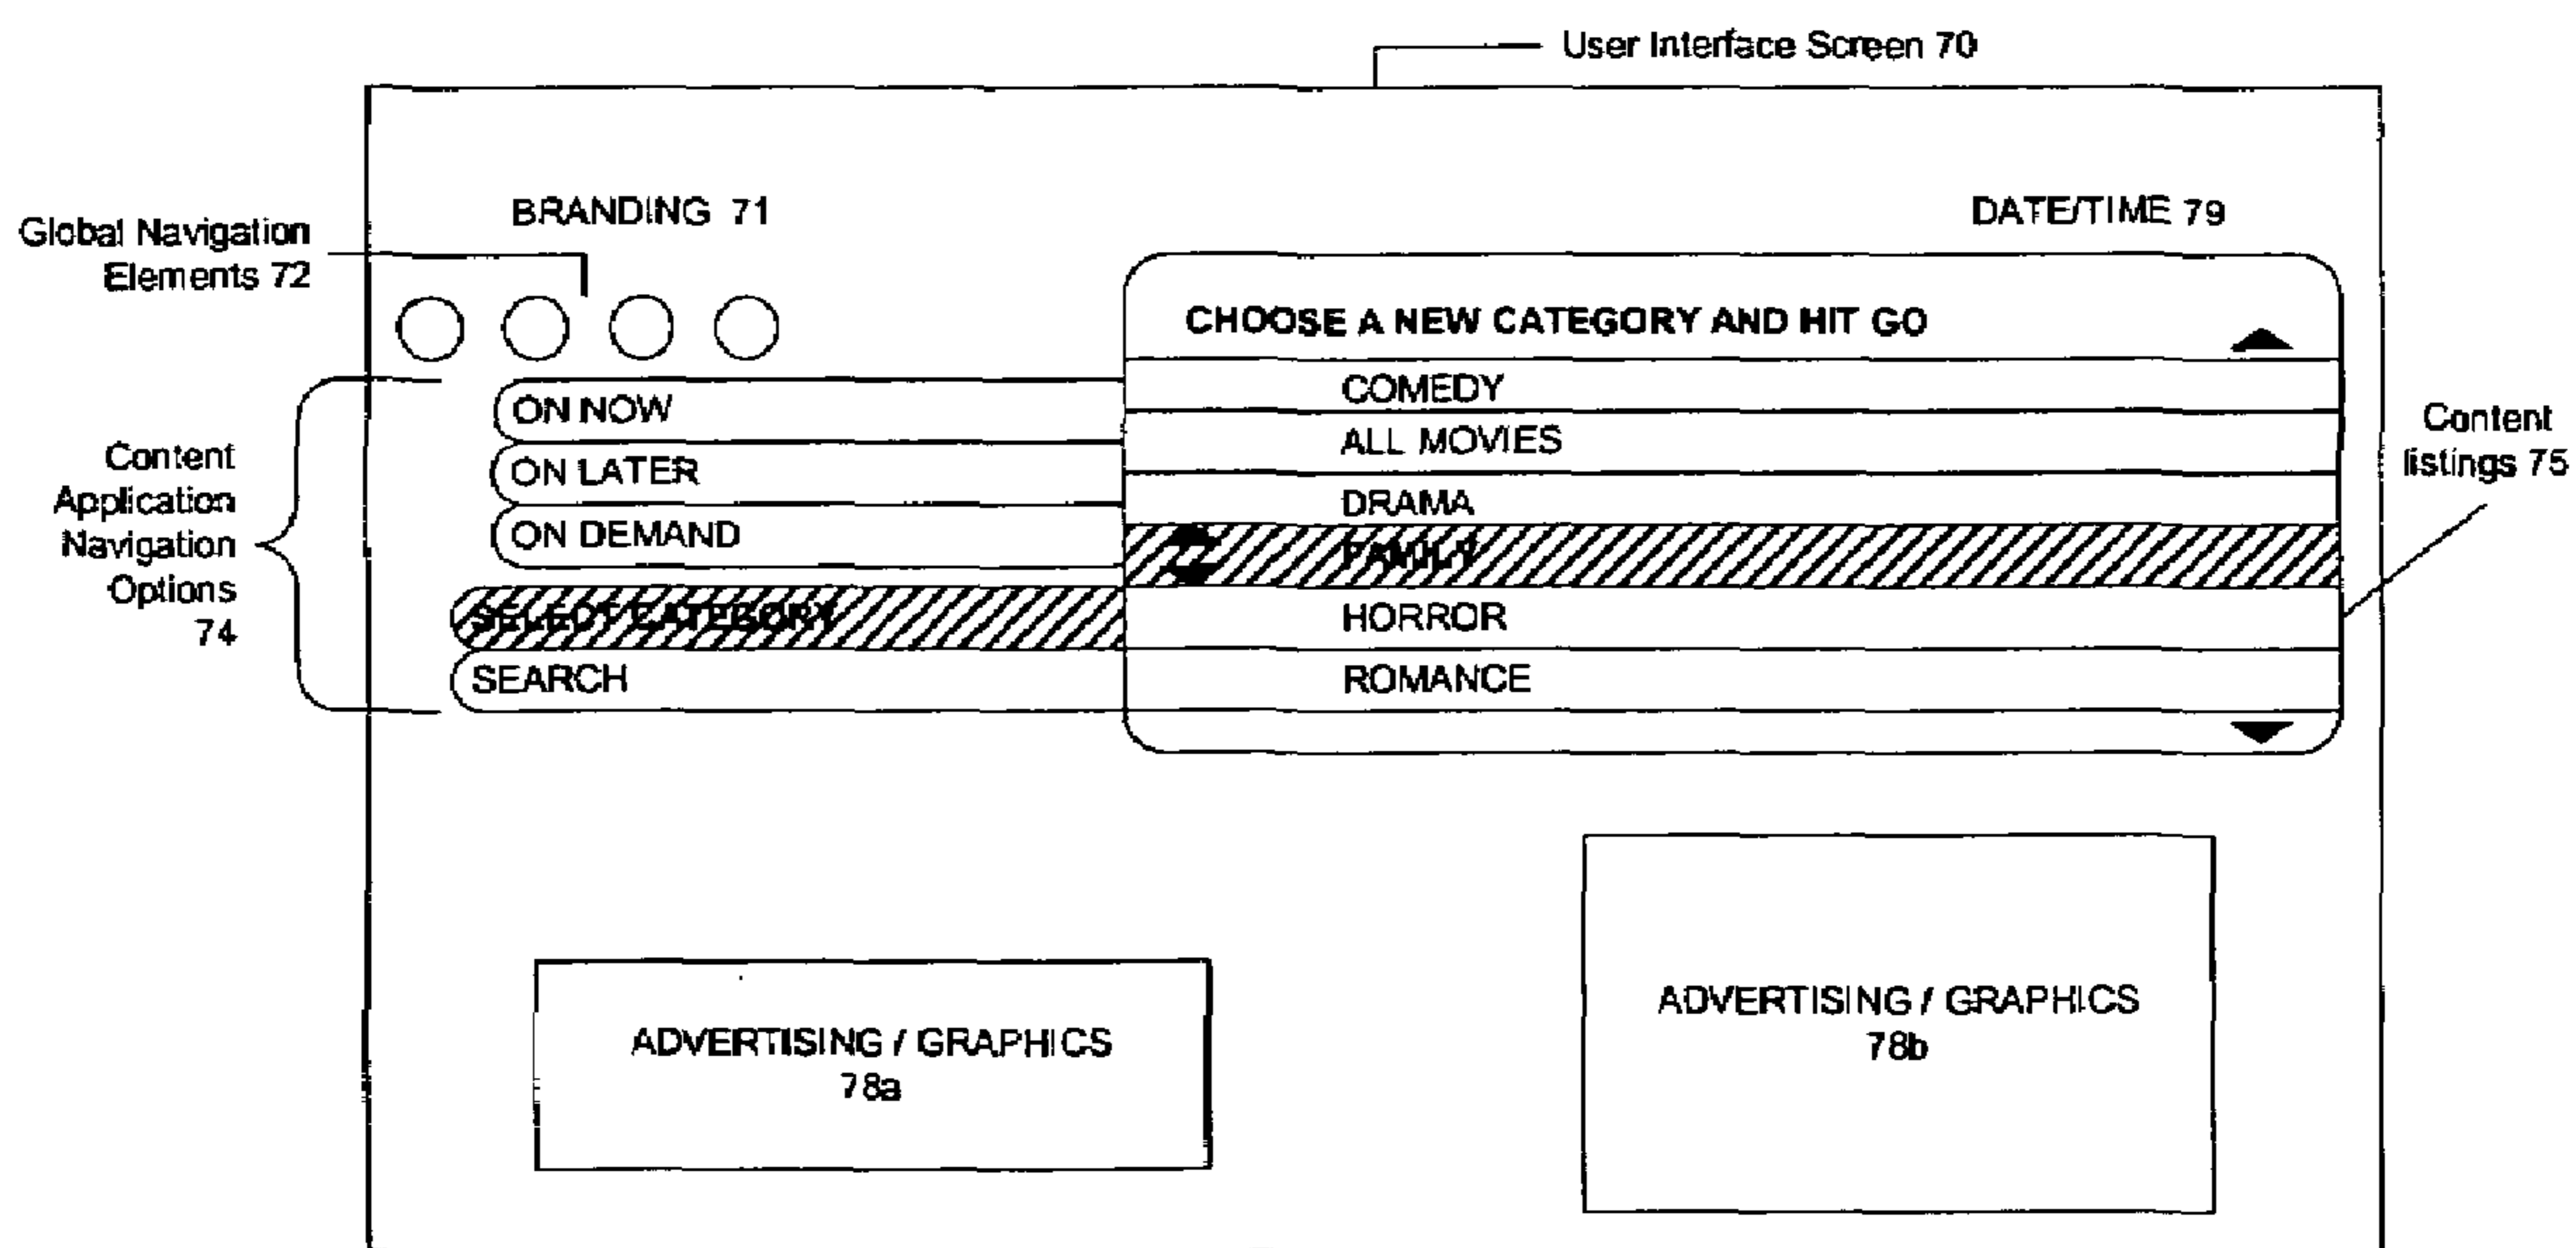 User Interface Screen 70
BRANDING 71
DATE/TIME 79
Global Navigation
Elements 72
CHOOSE A NEW CATEGORY AND HIT GO
ON NOW
ON LATER
ON DEMAND
SELECT CATEGORY
SEARCH
COMEDY
ALL MOVIES
DRAMA
FAMILY
HORROR
ROMANCE
Content
Application
Navigation
Options
74
Content
listings 75
ADVERTISING / GRAPHICS
78a
ADVERTISING / GRAPHICS
78b